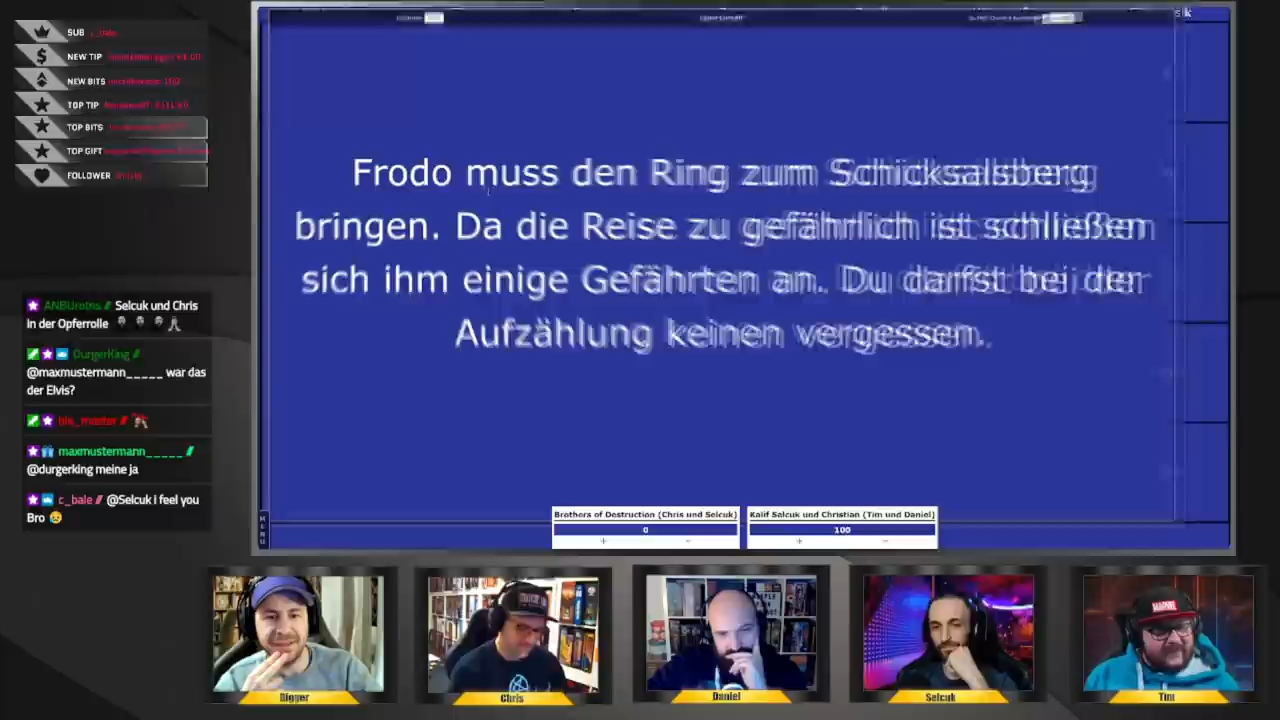 SUB
NEW TIP
NEW BITS
TOP TIP
TOP BITS
TOP GIFT
FOLLOWER
Frodo muss den Ring zum Schicksalsberg
bringen. Da die Reise zu gefährlich ist schließen
sich ihm einige Gefährten an. Du darfst bei der
Aufzählung keinen vergessen.
ANBUrotns Selcuk und Chris
in der Opferrolle
DurgerKing
@maxmustermann_____ war das
der Elvis?
maxmustermann_____
@durgerking meine ja
c_bale @Selcuk I feel you
Bro
MENU
Brothers of Destruction (Chris und Selcuk)
0
+ -
Kalif Selcuk und Christian (Tim und Daniel)
100
+ -
MARVEL
Bigger
Chris
Daniel
Selcuk
Tim